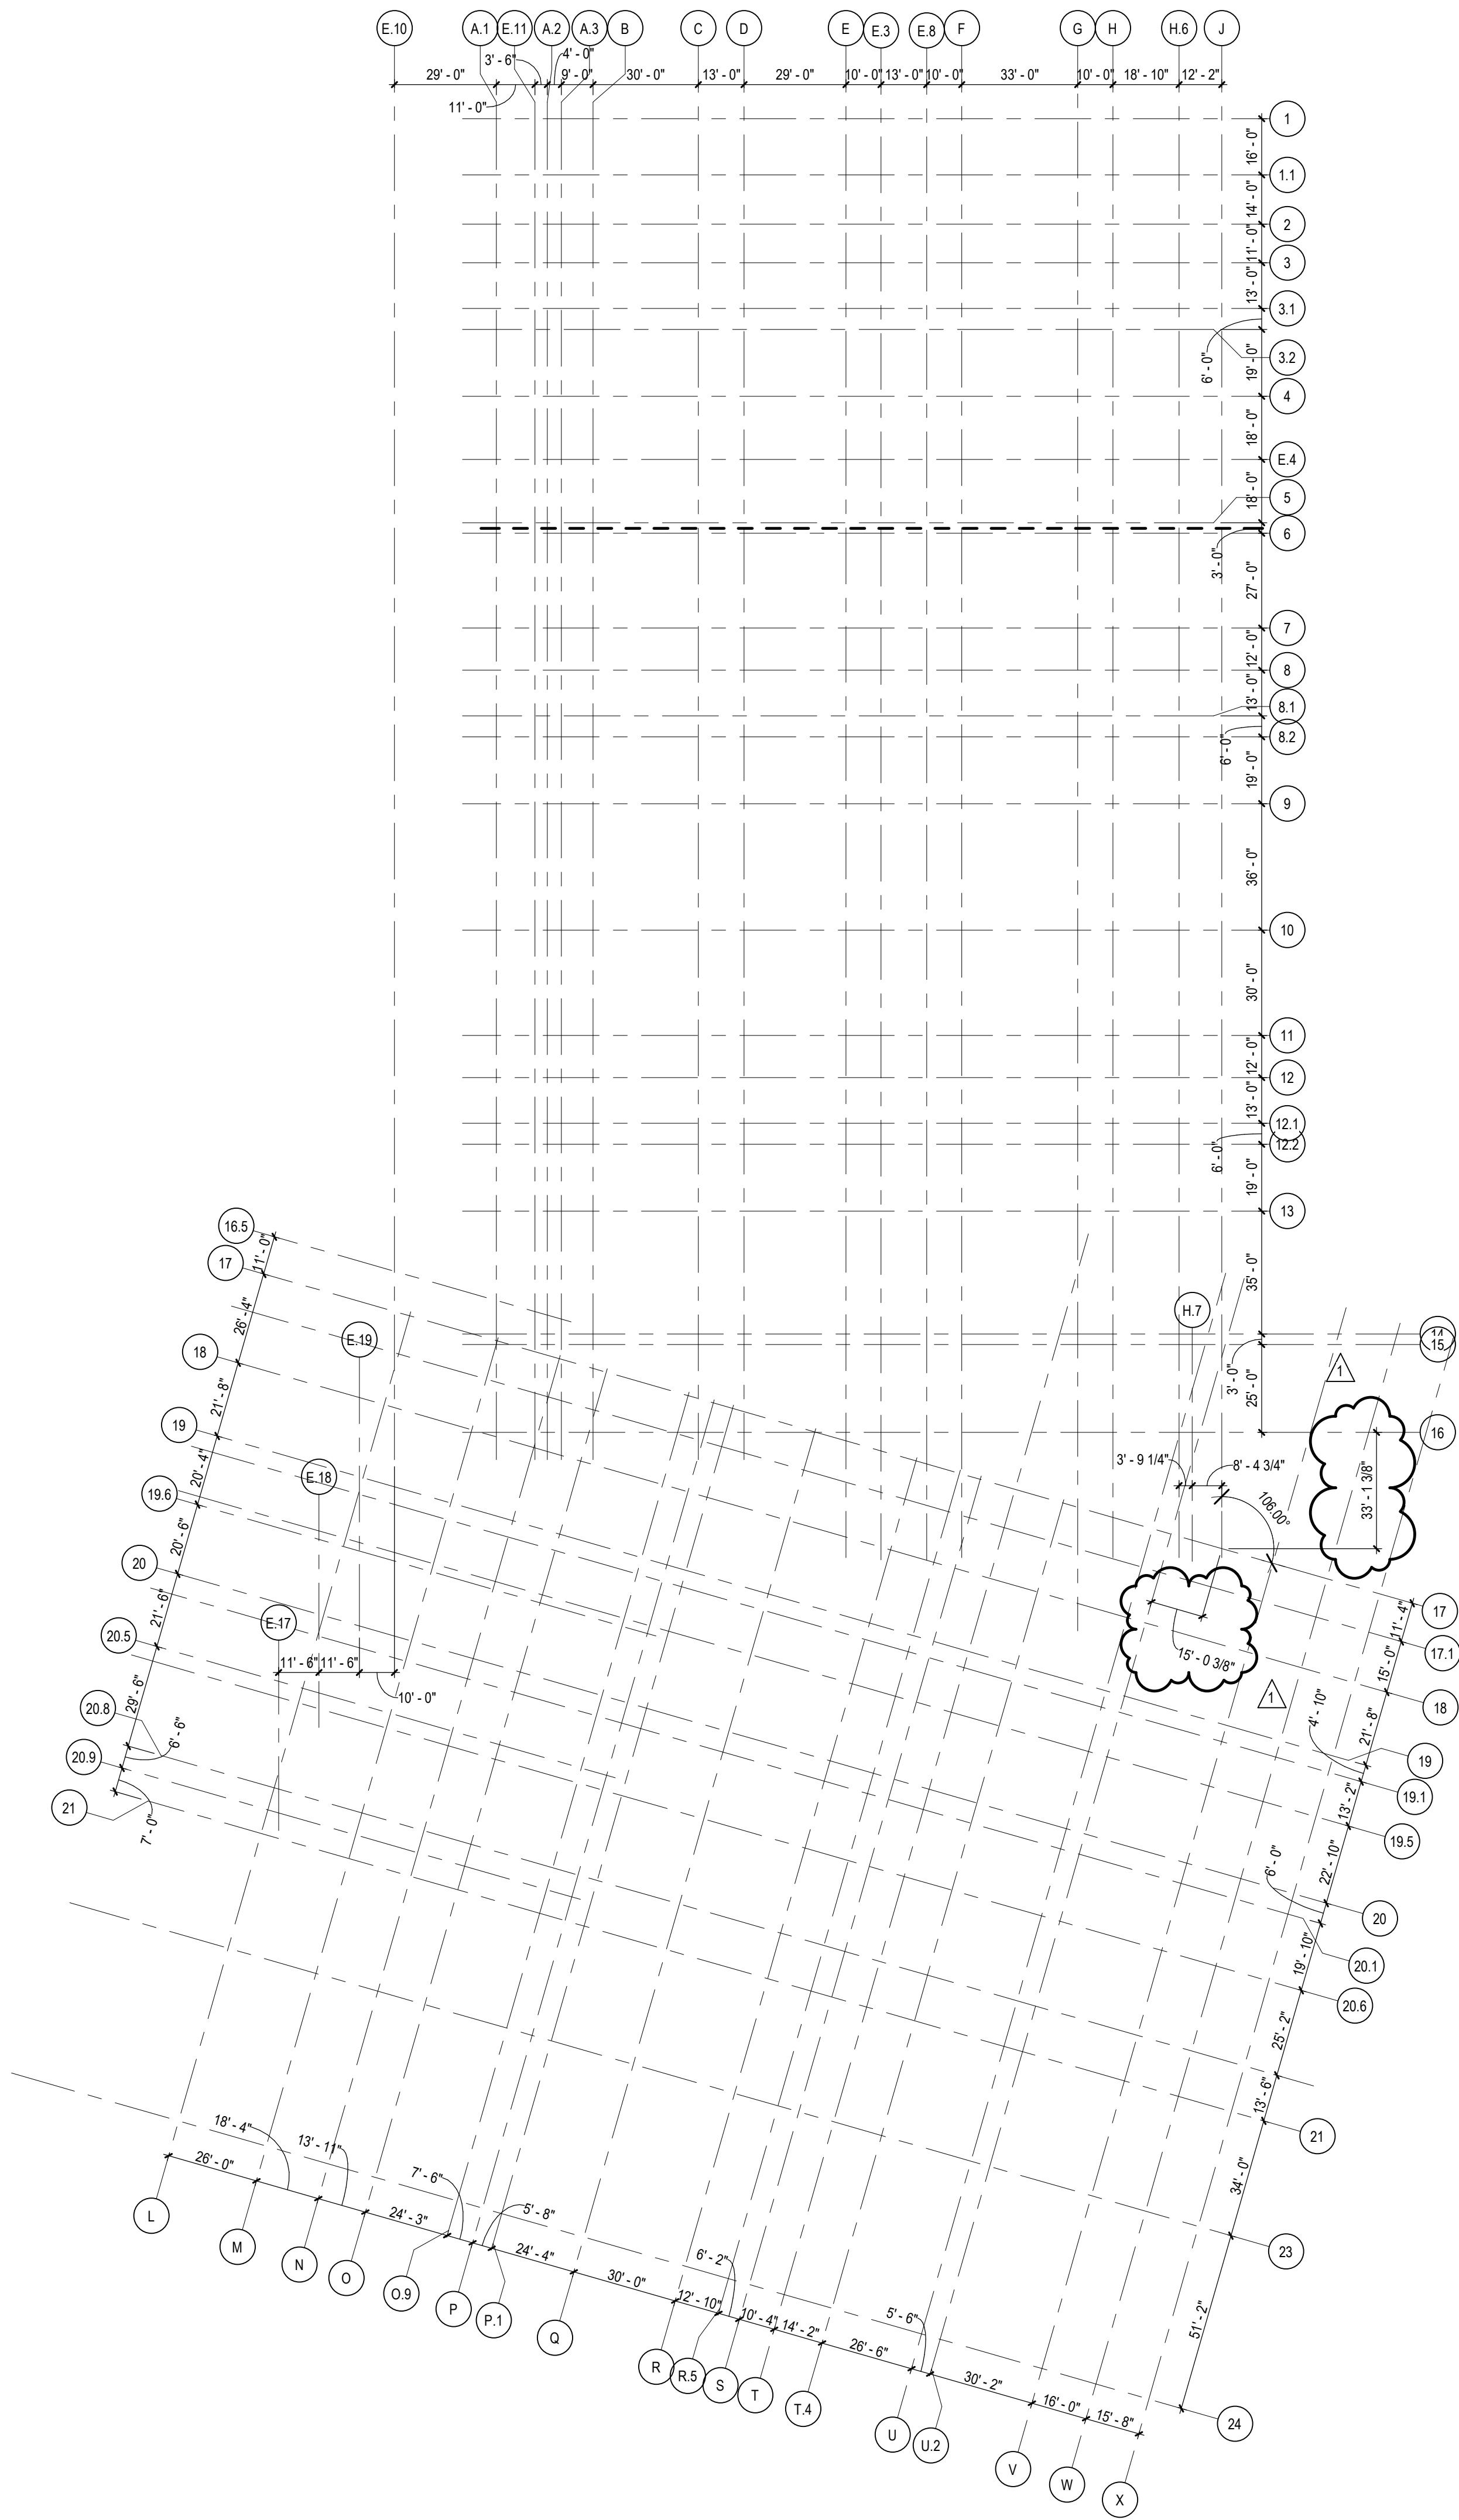 E.10 A.1 E.11 A.2 A.3 B C D E E.3 E.8 F G H H.6 J
3' - 6" 4' - 0"
29' - 0" 9' - 0" 30' - 0" 13' - 0" 29' - 0" 10' - 0" 13' - 0" 10' - 0" 33' - 0" 10' - 0" 18' - 10" 12' - 2"
11' - 0"
1
16' - 0"
1.1
14' - 0"
2
11' - 0"
3
13' - 0"
3.1
6' - 0"
3.2
19' - 0"
4
18' - 0"
E.4
18' - 0"
5
6
3' - 0"
27' - 0"
7
12' - 0"
8
13' - 0"
8.1
8.2
6' - 0"
19' - 0"
9
36' - 0"
10
30' - 0"
11
12' - 0"
12
13' - 0"
12.1
12.2
6' - 0"
19' - 0"
13
35' - 0"
H.7
14
15
3' - 0"
25' - 0"
1
16
3' - 9 1/4" 8' - 4 3/4"
106.00°
33' - 1 3/8"
15' - 0 3/8"
1
16.5
11' - 0"
17
26' - 4"
E.19
18
21' - 8"
19
20' - 4"
E.18
19.6
20' - 6"
20
21' - 6"
E.17
20.5
11' - 6" 11' - 6"
10' - 0"
29' - 6"
20.8
6' - 6"
20.9
21
7' - 0"
17
11' - 4"
17.1
15' - 0"
18
4' - 10"
21' - 8"
19
19.1
13' - 2"
19.5
6' - 0"
22' - 10"
20
20.1
19' - 10"
20.6
25' - 2"
13' - 6"
21
34' - 0"
23
51' - 2"
24
18' - 4" 13' - 11" 7' - 6" 5' - 8" 6' - 2" 5' - 6"
26' - 0" 24' - 3" 24' - 4" 30' - 0" 12' - 10" 10' - 4" 14' - 2" 26' - 6" 30' - 2" 16' - 0" 15' - 8"
L M N O O.9 P P.1 Q R R.5 S T T.4 U U.2 V W X